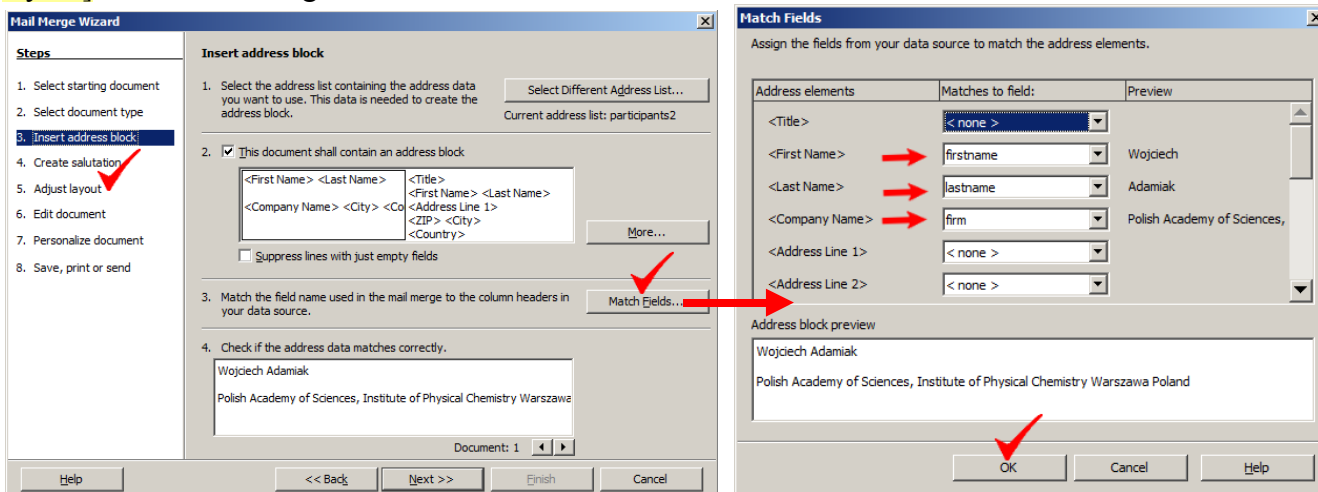 Mail Merge Wizard
Steps
1. Select starting document
2. Select document type
3. Insert address block
4. Create salutation
5. Adjust layout
6. Edit document
7. Personalize document
8. Save, print or send
Insert address block
1. Select the address list containing the address data
you want to use. This data is needed to create the
address block.
Select Different Address List...
Current address list: participants2
2. This document shall contain an address block
<First Name> <Last Name>
<Company Name> <City> <Co
<Title>
<First Name> <Last Name>
<Address Line 1>
<ZIP> <City>
<Country>
More...
Suppress lines with just empty fields
3. Match the field name used in the mail merge to the column headers in
your data source.
Match Fields...
4. Check if the address data matches correctly.
Wojciech Adamiak
Polish Academy of Sciences, Institute of Physical Chemistry Warszawa
Document: 1
Help
<< Back
Next >>
Finish
Cancel
Match Fields
Assign the fields from your data source to match the address elements.
Address elements Matches to field: Preview
<Title> < none >
<First Name> firstname Wojciech
<Last Name> lastname Adamiak
<Company Name> firm Polish Academy of Sciences,
<Address Line 1> < none >
<Address Line 2> < none >
Address block preview
Wojciech Adamiak
Polish Academy of Sciences, Institute of Physical Chemistry Warszawa Poland
OK
Cancel
Help